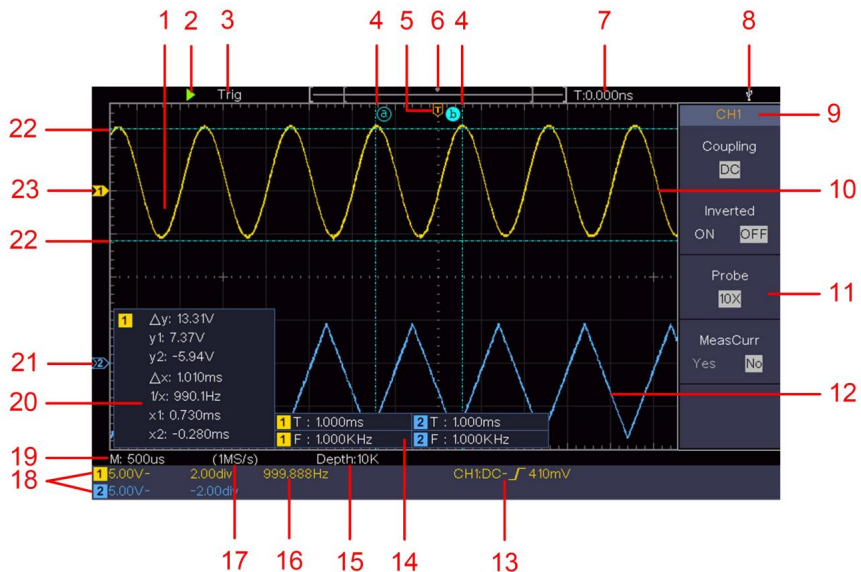 1 2 3 4 5 6 4 7 8
Trig T:0.000ns
T
a b
CH1 9
22
Coupling
DC
23 1 10
Inverted
ON OFF
22
Probe
10X 11
1 △y: 13.31V
y1: 7.37V
y2: -5.94V
MeasCurr
Yes No
21 2
△x: 1.010ms
20 1/x: 990.1Hz 12
x1: 0.730ms
x2: -0.280ms
1 T : 1.000ms 2 T : 1.000ms
1 F : 1.000KHz 2 F : 1.000KHz
19 M: 500us (1MS/s) Depth:10K
18 1 5.00V~ 2.00div 999.888Hz CH1:DC- 410mV
2 5.00V~ -2.00div
17 16 15 14 13